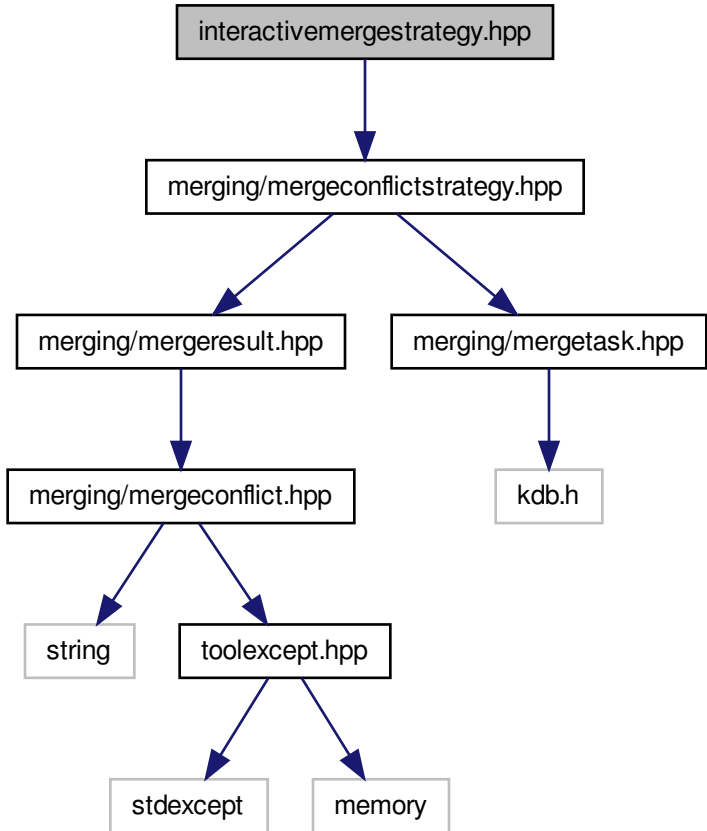 interactivemergestrategy.hpp
merging/mergeconflictstrategy.hpp
merging/mergeresult.hpp
merging/mergetask.hpp
merging/mergeconflict.hpp
kdb.h
string
toolexcept.hpp
stdexcept
memory